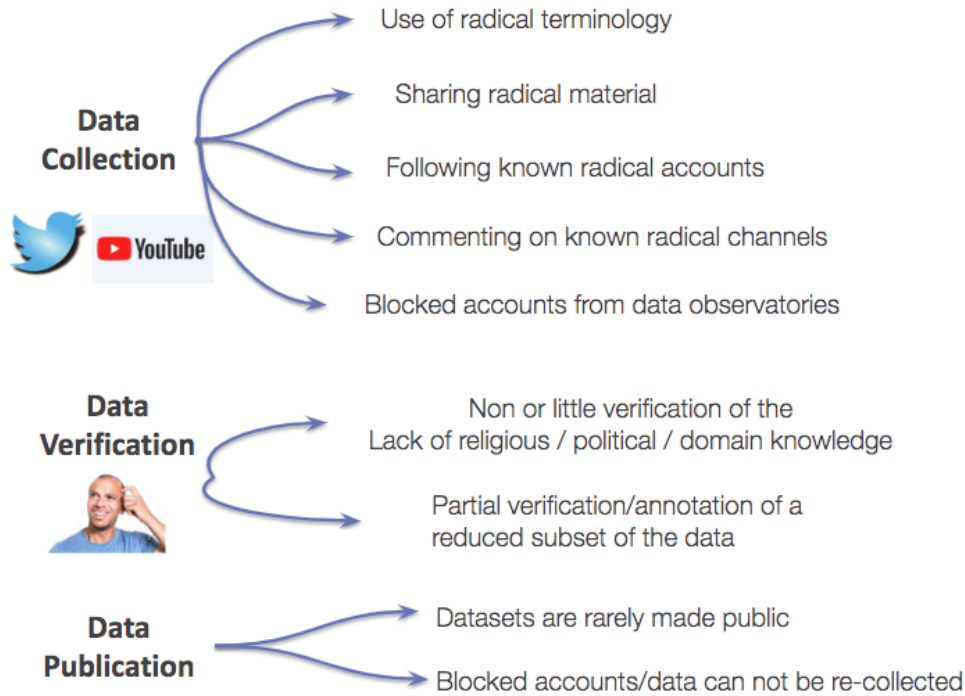 Use of radical terminology
Sharing radical material
Data
Collection
Following known radical accounts
YouTube
Commenting on known radical channels
Blocked accounts from data observatories
Data
Verification
Non or little verification of the
Lack of religious / political / domain knowledge
Partial verification/annotation of a
reduced subset of the data
Data
Publication
Datasets are rarely made public
Blocked accounts/data can not be re-collected